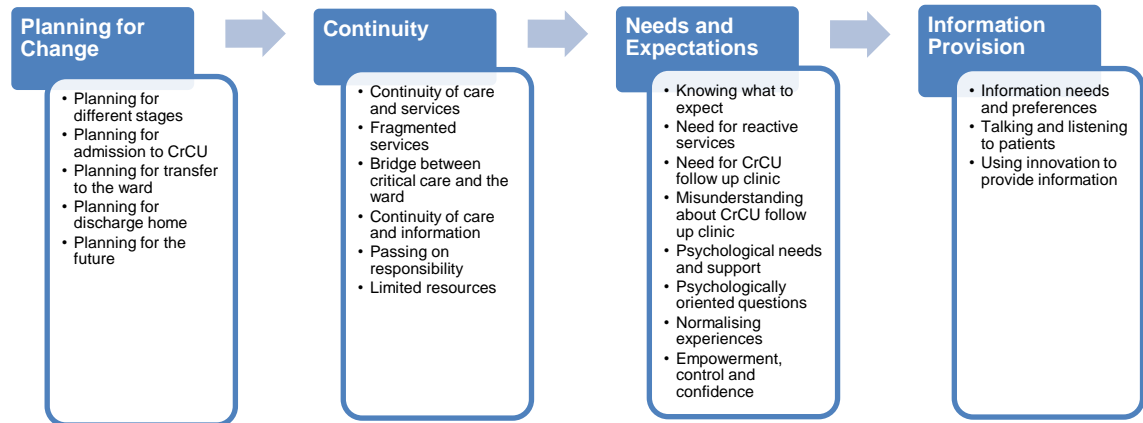 Planning for
Change
• Planning for
different stages
• Planning for
admission to CrCU
• Planning for transfer
to the ward
• Planning for
discharge home
• Planning for the
future
Continuity
• Continuity of care
and services
• Fragmented
services
• Bridge between
critical care and the
ward
• Continuity of care
and information
• Passing on
responsibility
• Limited resources
Needs and
Expectations
• Knowing what to
expect
• Need for reactive
services
• Need for CrCU
follow up clinic
• Misunderstanding
about CrCU follow
up clinic
• Psychological needs
and support
• Psychologically
oriented questions
• Normalising
experiences
• Empowerment,
control and
confidence
Information
Provision
• Information needs
and preferences
• Talking and listening
to patients
• Using innovation to
provide information